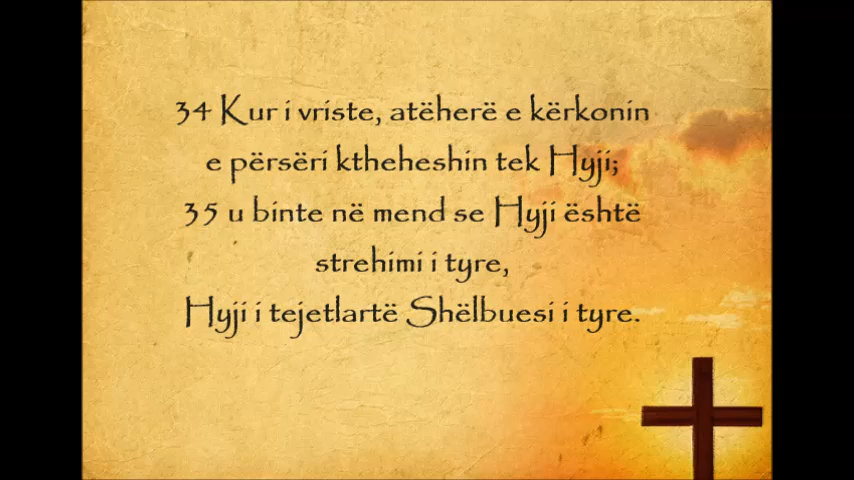 34 Kur i vriste, atëherë e kërkonin
e përsëri ktheheshin tek Hyji;
35 u binte në mend se Hyji është
strehimi i tyre,
Hyji i tejetlartë Shëlbuesi i tyre.